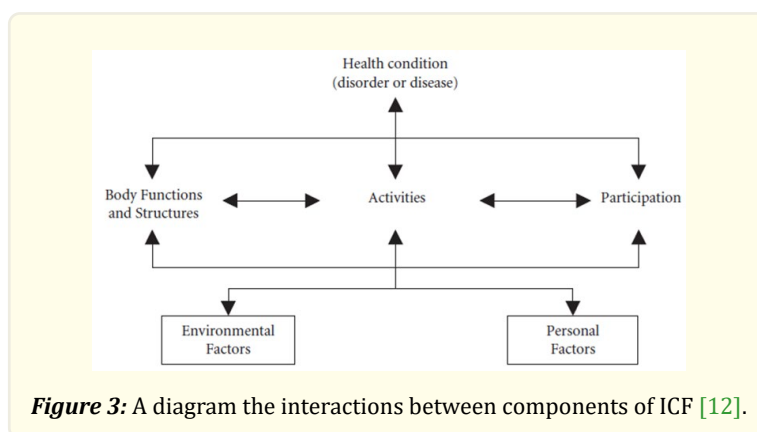 Health condition
(disorder or disease)
Body Functions
and Structures
Activities
Participation
Environmental
Factors
Personal
Factors
Figure 3: A diagram the interactions between components of ICF [12].